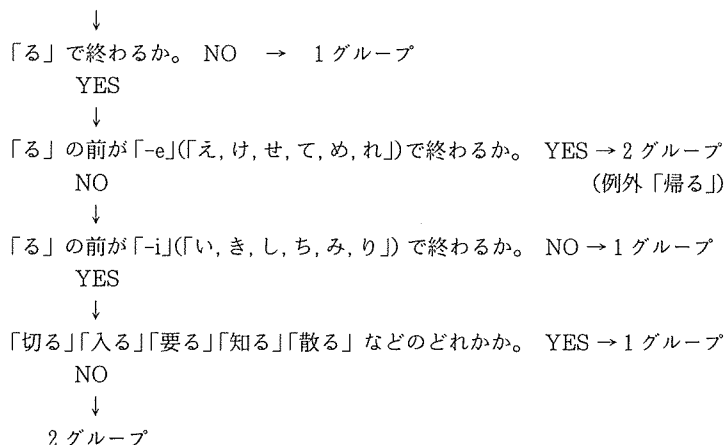 ↓
「る」で終わるか。 NO → 1グループ
YES
↓
「る」の前が「-e」(「え, け, せ, て, め, れ」)で終わるか。 YES → 2グループ
NO (例外「帰る」)
↓
「る」の前が「-i」(「い, き, し, ち, み, り」)で終わるか。 NO → 1グループ
YES
↓
「切る」「入る」「要る」「知る」「散る」などのどれかか。 YES → 1グループ
NO
↓
2グループ